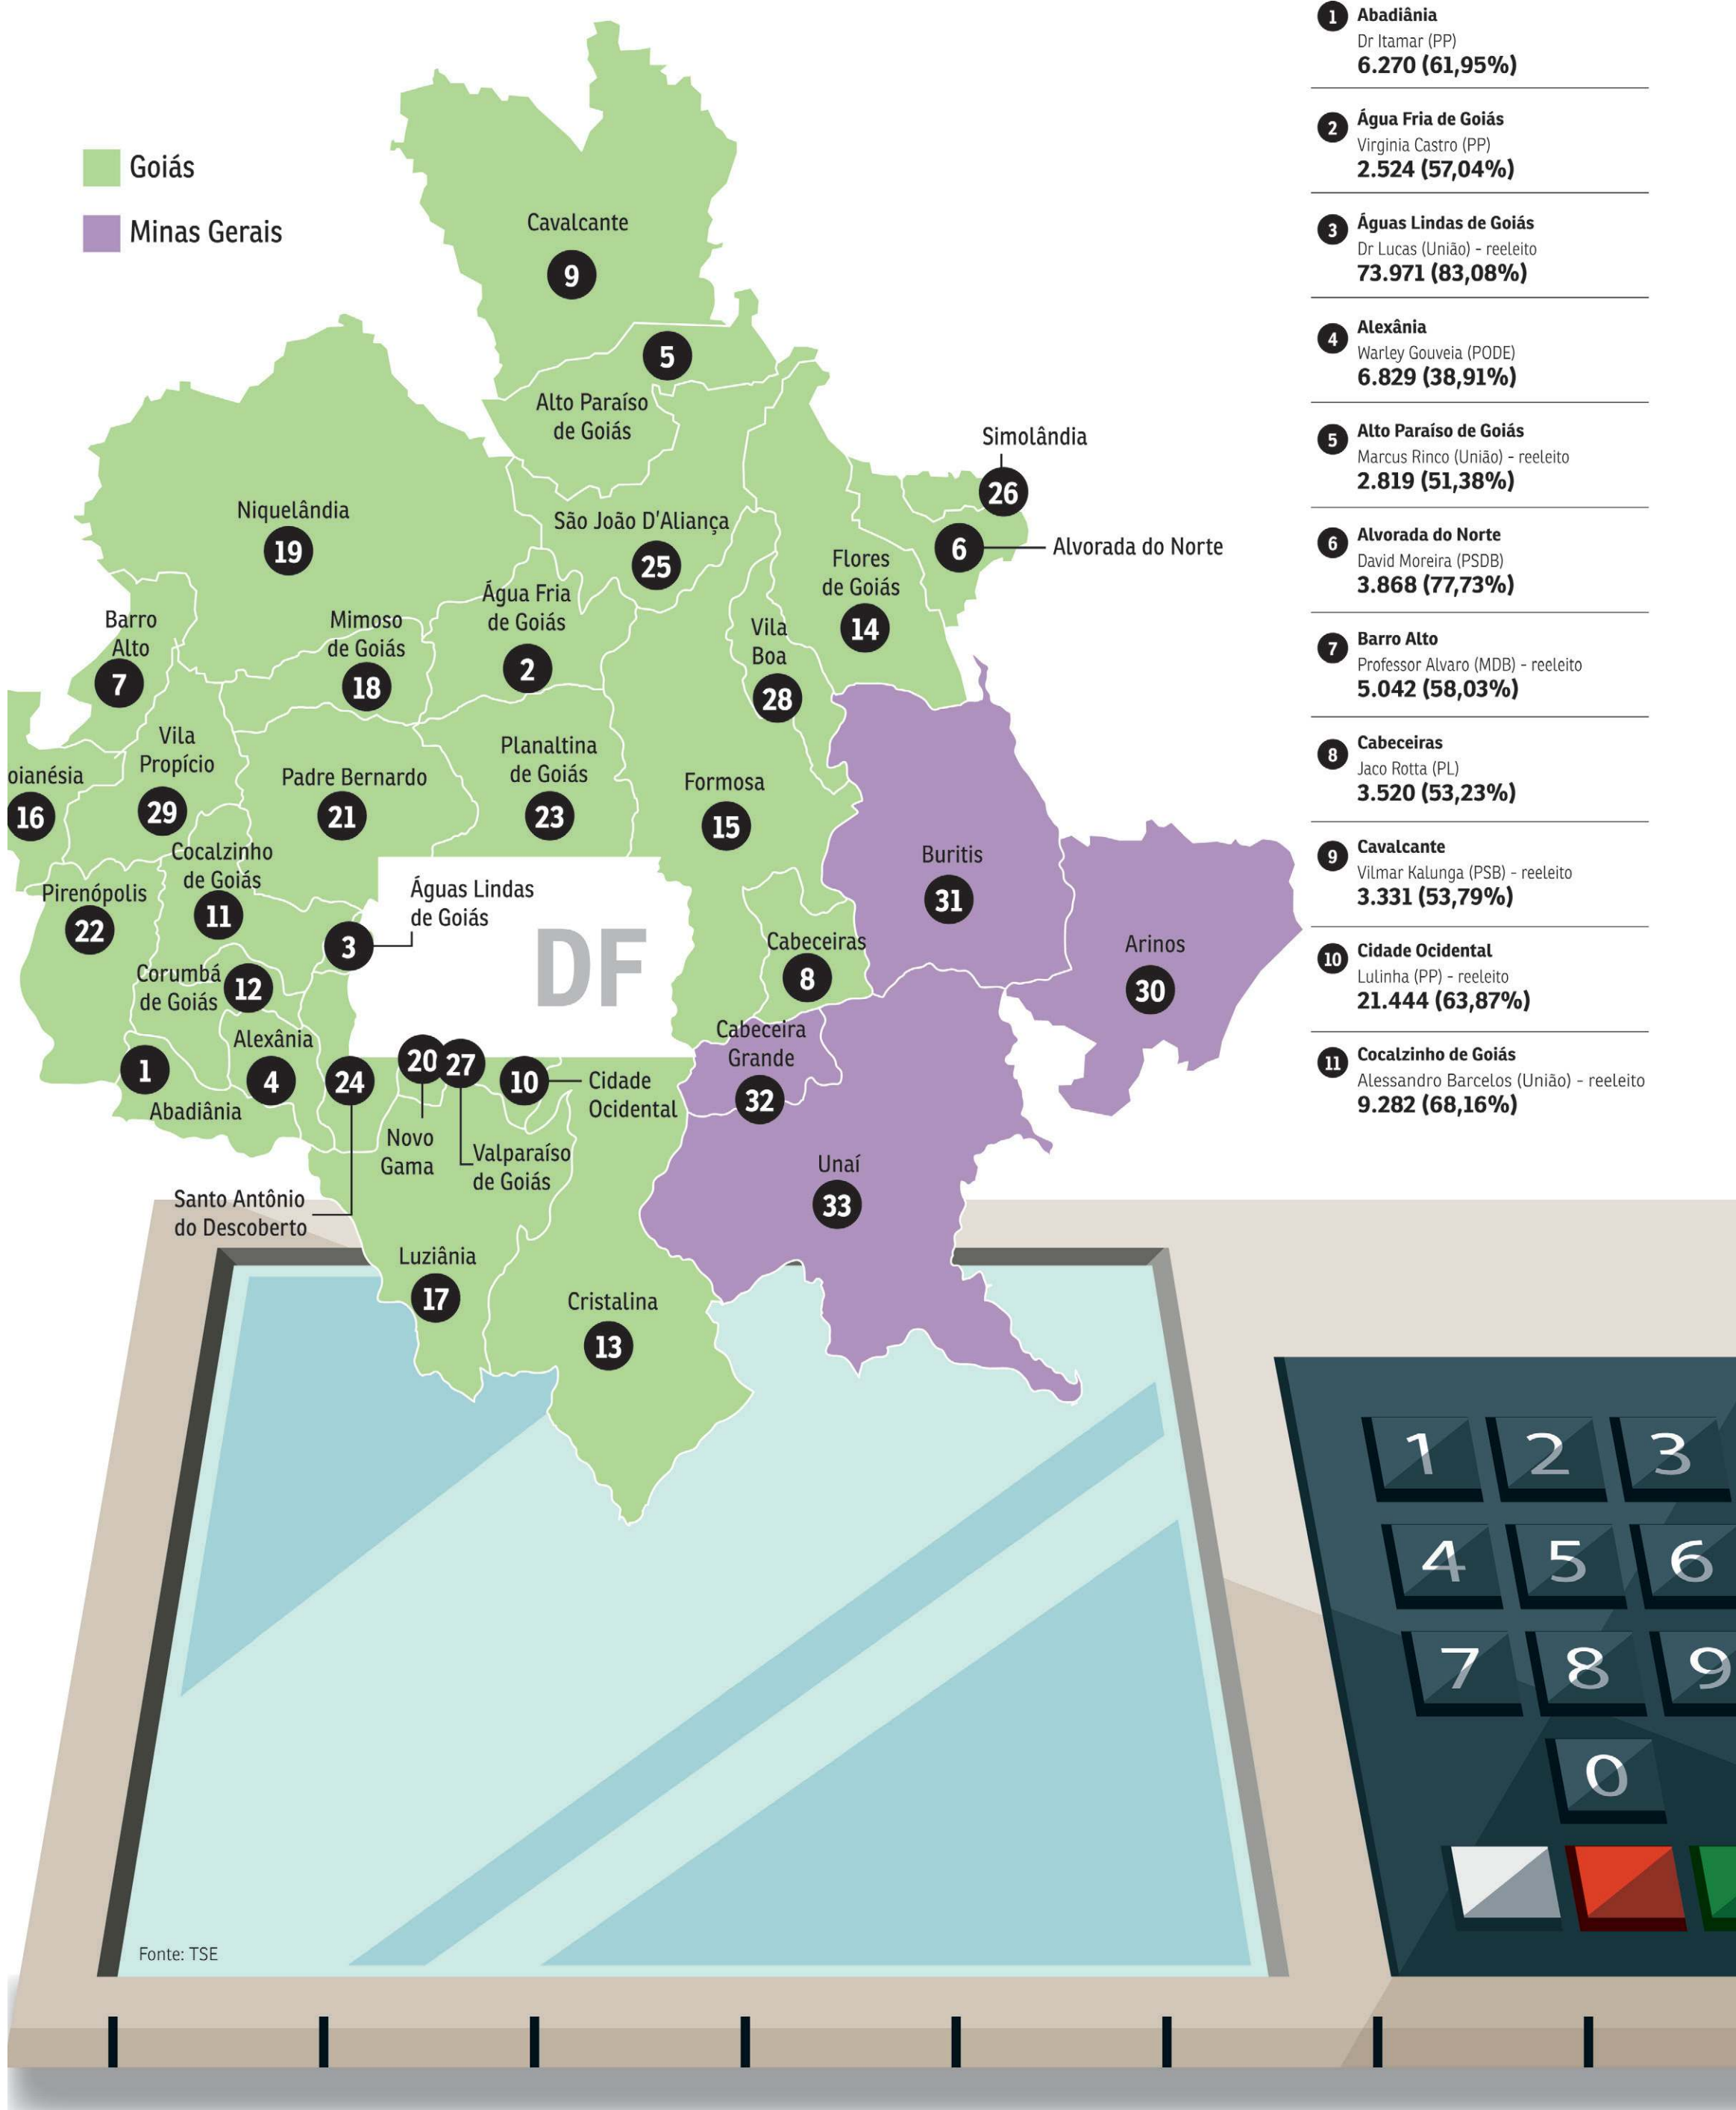 Goiás
Minas Gerais
Cavalcante
9
5
Alto Paraíso
de Goiás
Simolândia
26
Niquelândia
19
São João D'Aliança
25
6
Alvorada do Norte
Flores
de Goiás
14
Água Fria
de Goiás
2
Barro
Alto
7
Mimoso
de Goiás
18
Vila
Boa
28
Vila
Propício
29
oianésia
16
Padre Bernardo
21
Planaltina
de Goiás
23
Formosa
15
Cocalzinho
de Goiás
11
Pirenópolis
22
Águas Lindas
de Goiás
3
DF
Buritis
31
Arinos
30
Cabeceiras
8
Corumbá
de Goiás
12
Alexânia
4
1
Abadiânia
24
20
27
10
Cidade
Ocidental
Cabeceira
Grande
32
Novo
Gama
Valparaíso
de Goiás
Santo Antônio
do Descoberto
Unaí
33
Luziânia
17
Cristalina
13
1
Abadiânia
Dr Itamar (PP)
6.270 (61,95%)
2
Água Fria de Goiás
Virginia Castro (PP)
2.524 (57,04%)
3
Águas Lindas de Goiás
Dr Lucas (União) - reeleito
73.971 (83,08%)
4
Alexânia
Warley Gouveia (PODE)
6.829 (38,91%)
5
Alto Paraíso de Goiás
Marcus Rinco (União) - reeleito
2.819 (51,38%)
6
Alvorada do Norte
David Moreira (PSDB)
3.868 (77,73%)
7
Barro Alto
Professor Alvaro (MDB) - reeleito
5.042 (58,03%)
8
Cabeceiras
Jaco Rotta (PL)
3.520 (53,23%)
9
Cavalcante
Vilmar Kalunga (PSB) - reeleito
3.331 (53,79%)
10
Cidade Ocidental
Lulinha (PP) - reeleito
21.444 (63,87%)
11
Cocalzinho de Goiás
Alessandro Barcelos (União) - reeleito
9.282 (68,16%)
1 2 3
4 5 6
7 8 9
0
Fonte: TSE